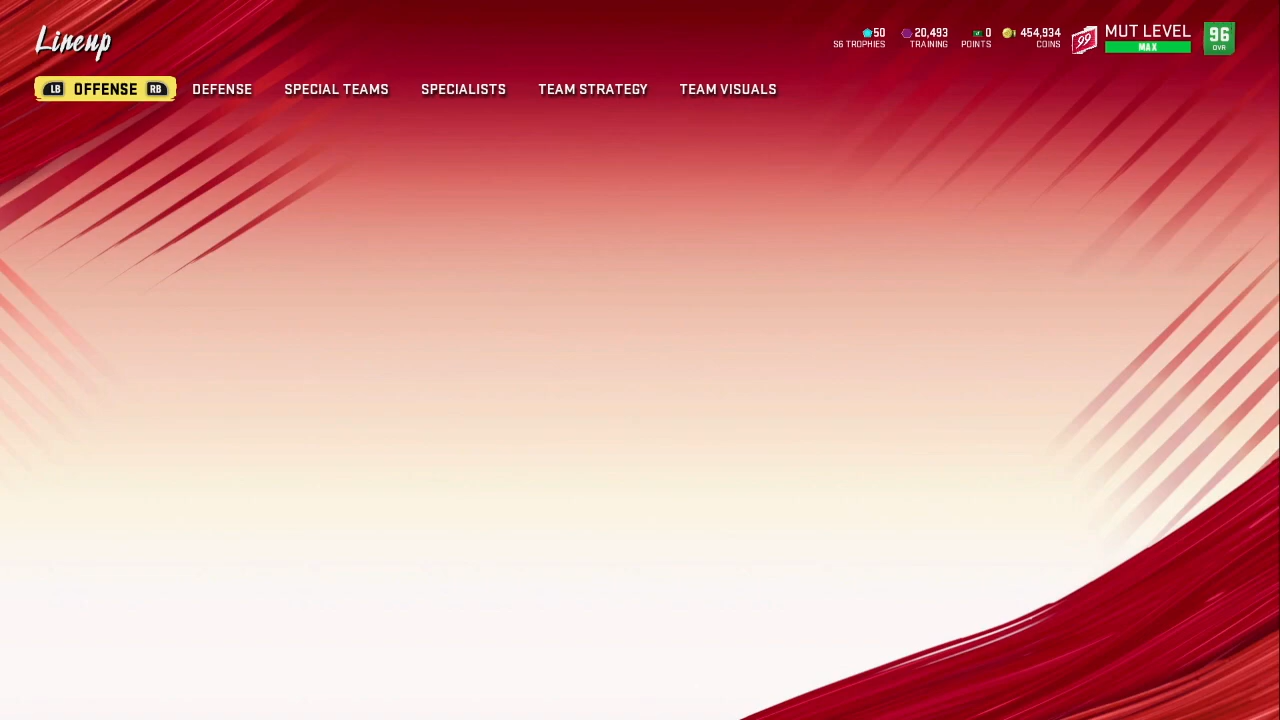 Lineup
50
S6 TROPHIES
20,493
TRAINING
0
POINTS
454,934
COINS
99
MUT LEVEL
MAX
96
OVR
LB OFFENSE RB DEFENSE SPECIAL TEAMS SPECIALISTS TEAM STRATEGY TEAM VISUALS